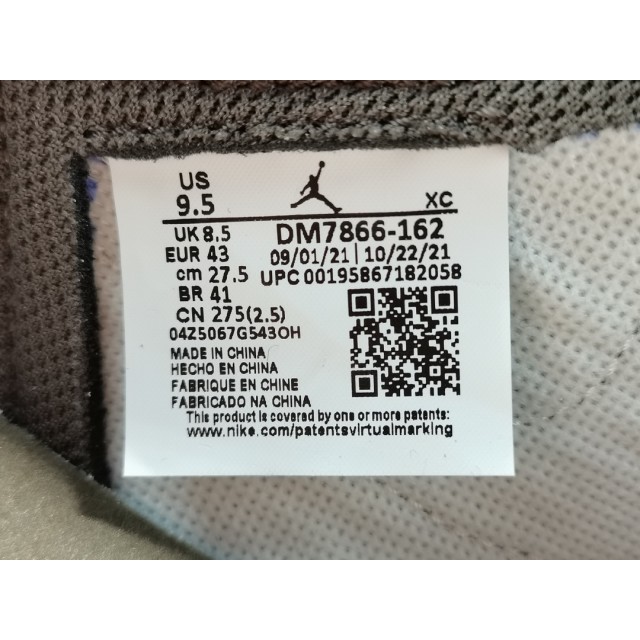 US
9.5 XC
UK 8.5 DM7866-162
EUR 43 09/01/21 | 10/22/21
cm 27.5 UPC 00195867182058
BR 41
CN 275(2.5)
04Z5067G543OH
MADE IN CHINA
HECHO EN CHINA
FABRIQUE EN CHINE
FABRICADO NA CHINA
This product is covered by one or more patents:
www.nike.com/patentsvirtualmarking